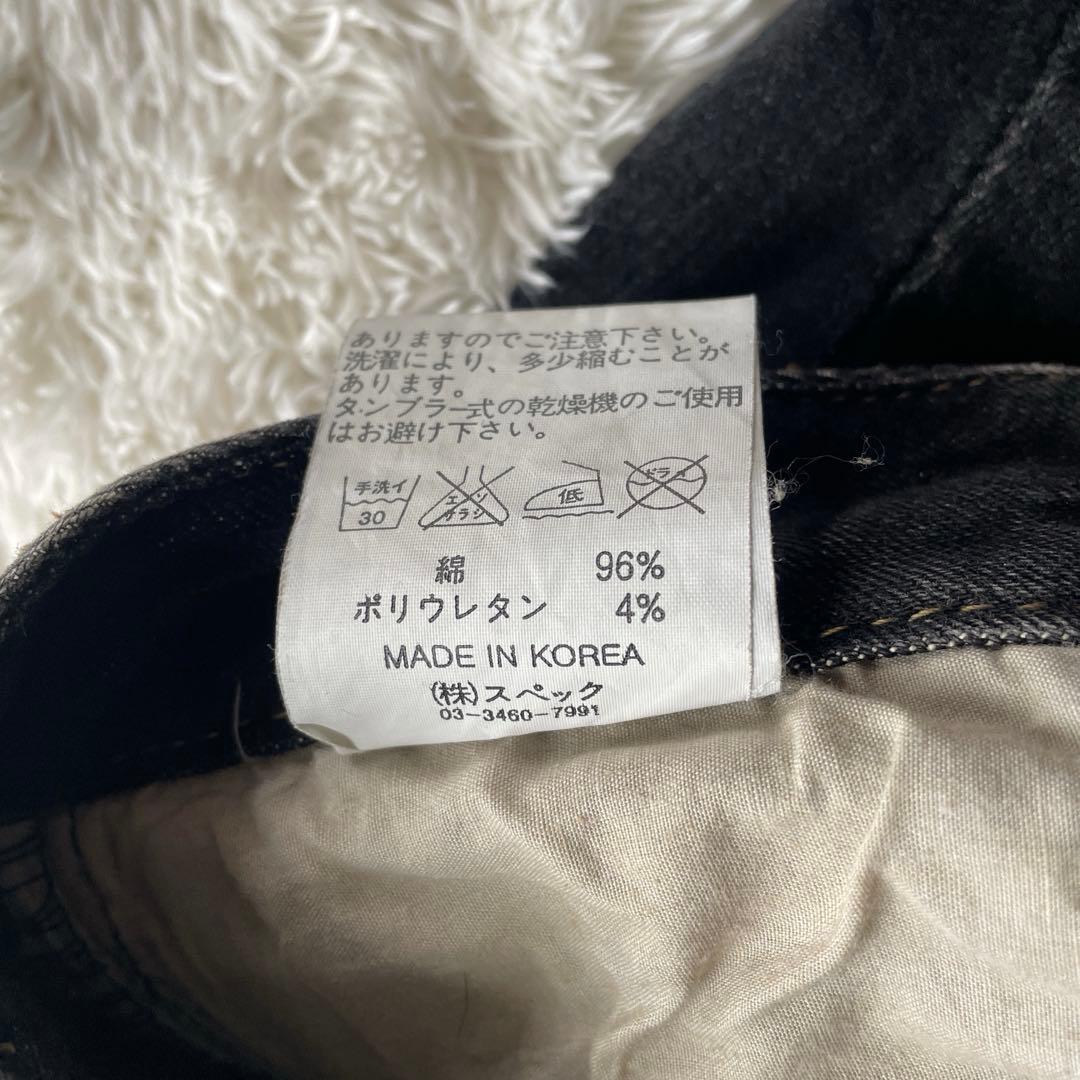 ありますのでご注意下さい。
洗濯により、多少縮むことが
あります。
タンブラー式の乾燥機のご使用
はお避け下さい。
手洗イ
30
エンソ
サラシ
低
ドライ
綿 96%
ポリウレタン 4%
MADE IN KOREA
(株)スペック
03-3460-7991